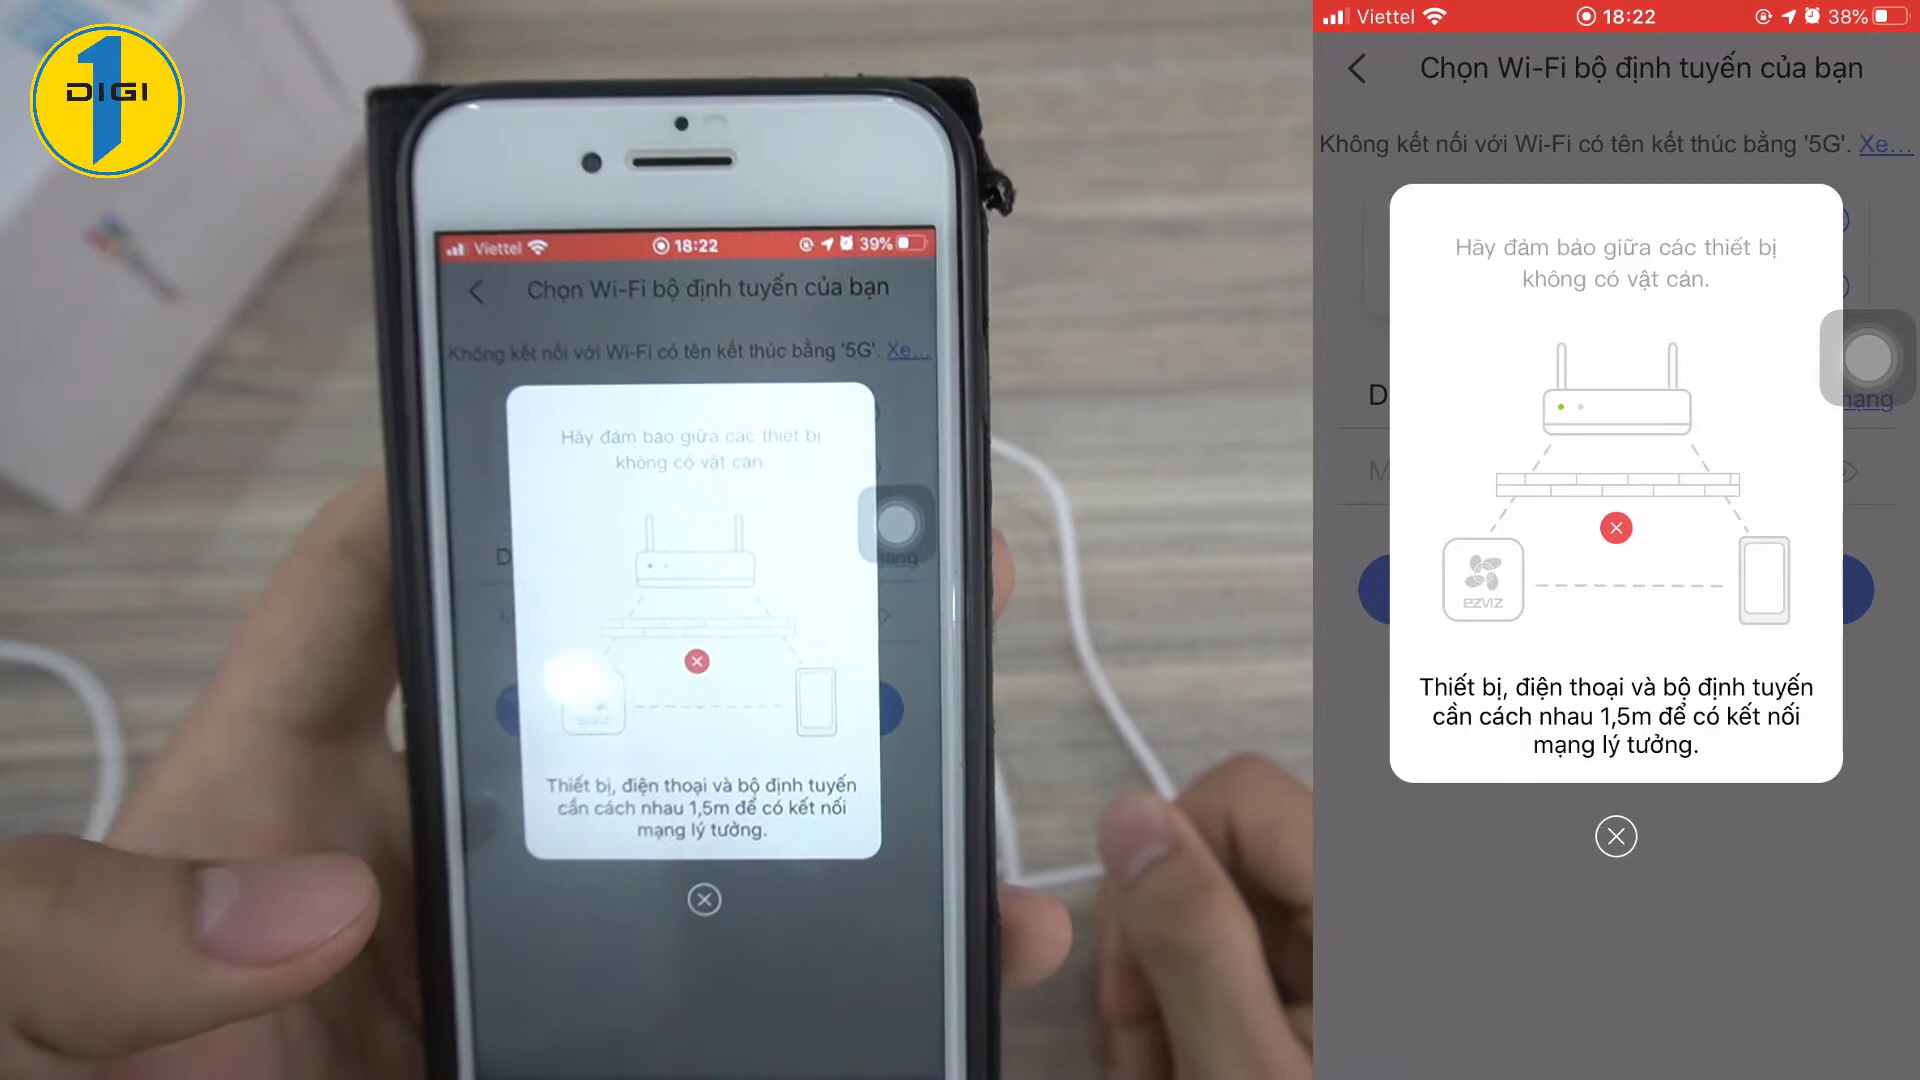 1
DIGI
Viettel 18:22 39%
Chọn Wi-Fi bộ định tuyến của bạn
Không kết nối với Wi-Fi có tên kết thúc bằng '5G'. Xe...
Hãy đảm bảo giữa các thiết bị
không có vật cản.
D
mạng
Thiết bị, điện thoại và bộ định tuyến
cần cách nhau 1,5m để có kết nối
mạng lý tưởng.
Viettel 18:22 38%
Chọn Wi-Fi bộ định tuyến của bạn
Không kết nối với Wi-Fi có tên kết thúc bằng '5G'. Xe...
Hãy đảm bảo giữa các thiết bị
không có vật cản.
D
mạng
M
ezviz
Thiết bị, điện thoại và bộ định tuyến
cần cách nhau 1,5m để có kết nối
mạng lý tưởng.